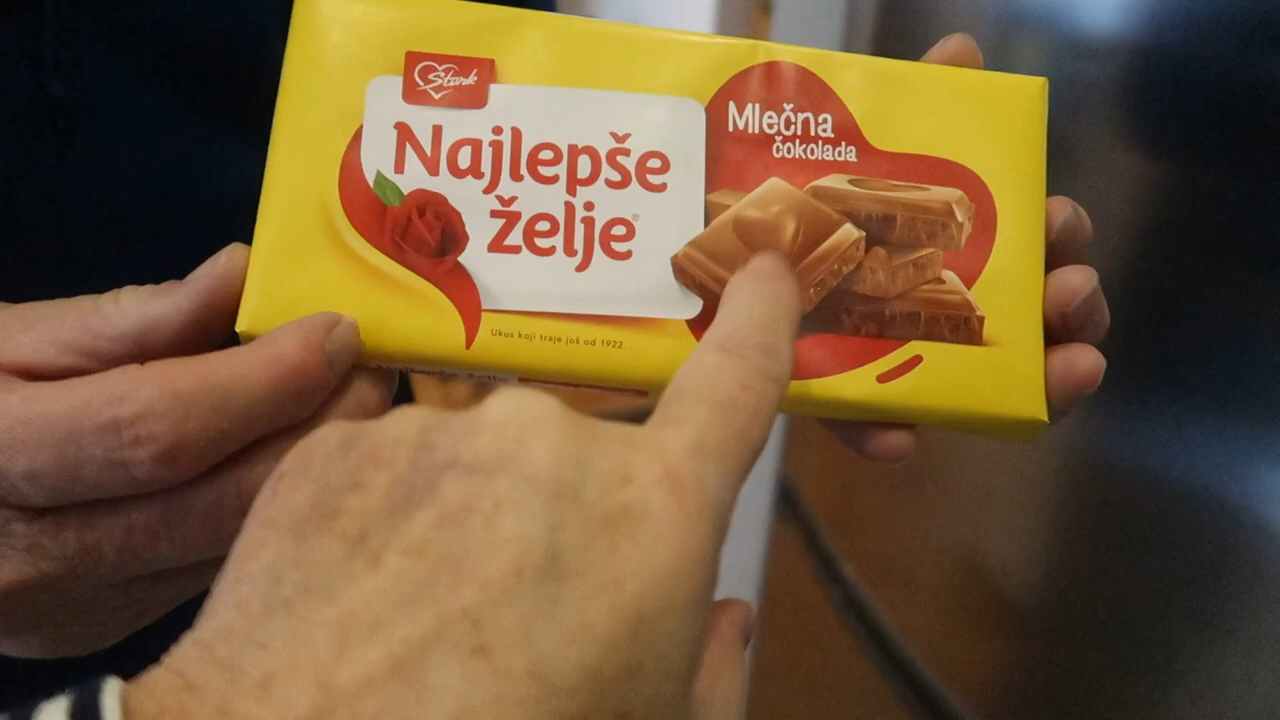 Štark
Najlepše
želje
Mlečna
čokolada
Ukus koji traje još od 1922.